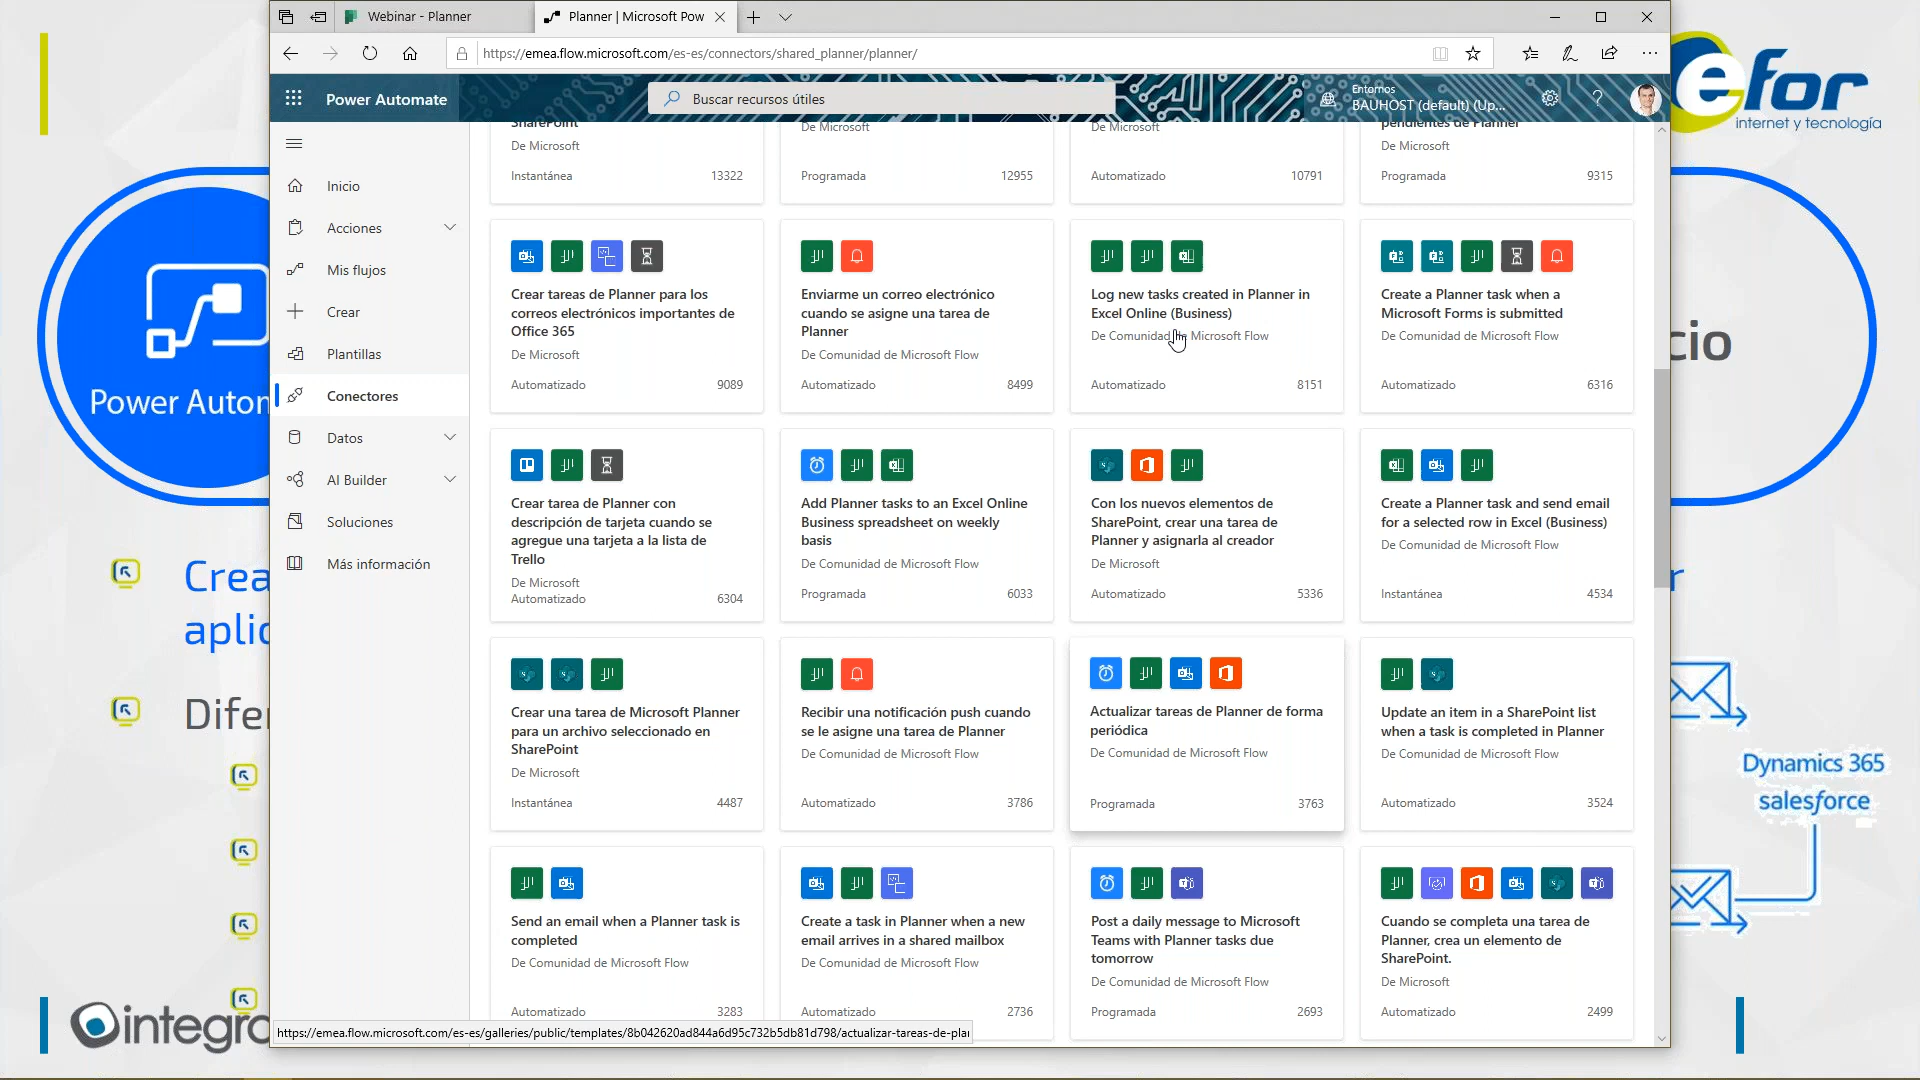 Webinar - Planner
Planner | Microsoft Pow
https://emea.flow.microsoft.com/es-es/connectors/shared_planner/planner/
Power Automate
Buscar recursos útiles
Entornos
BAUHOST (default) (Up...
efor
internet y tecnología
Inicio
Acciones
Mis flujos
Crear
Plantillas
Conectores
Datos
AI Builder
Soluciones
Más información
SharePoint
De Microsoft
Instantánea 13322
De Microsoft
Programada 12955
De Microsoft
Automatizado 10791
pendientes de Planner
De Microsoft
Programada 9315
Crear tareas de Planner para los
correos electrónicos importantes de
Office 365
De Microsoft
Automatizado 9089
Enviarme un correo electrónico
cuando se asigne una tarea de
Planner
De Comunidad de Microsoft Flow
Automatizado 8499
Log new tasks created in Planner in
Excel Online (Business)
De Comunidad de Microsoft Flow
Automatizado 8151
Create a Planner task when a
Microsoft Forms is submitted
De Comunidad de Microsoft Flow
Automatizado 6316
Crear tarea de Planner con
descripción de tarjeta cuando se
agregue una tarjeta a la lista de
Trello
De Microsoft
Automatizado 6304
Add Planner tasks to an Excel Online
Business spreadsheet on weekly
basis
De Comunidad de Microsoft Flow
Programada 6033
Con los nuevos elementos de
SharePoint, crear una tarea de
Planner y asignarla al creador
De Microsoft
Automatizado 5336
Create a Planner task and send email
for a selected row in Excel (Business)
De Comunidad de Microsoft Flow
Instantánea 4534
Crear una tarea de Microsoft Planner
para un archivo seleccionado en
SharePoint
De Microsoft
Instantánea 4487
Recibir una notificación push cuando
se le asigne una tarea de Planner
De Comunidad de Microsoft Flow
Automatizado 3786
Actualizar tareas de Planner de forma
periódica
De Comunidad de Microsoft Flow
Programada 3763
Update an item in a SharePoint list
when a task is completed in Planner
De Comunidad de Microsoft Flow
Automatizado 3524
Send an email when a Planner task is
completed
De Comunidad de Microsoft Flow
Automatizado 3283
Create a task in Planner when a new
email arrives in a shared mailbox
De Comunidad de Microsoft Flow
Automatizado 2736
Post a daily message to Microsoft
Teams with Planner tasks due
tomorrow
De Comunidad de Microsoft Flow
Programada 2693
Cuando se completa una tarea de
Planner, crea un elemento de
SharePoint.
De Microsoft
Automatizado 2499
https://emea.flow.microsoft.com/es-es/galleries/public/templates/8b042620ad844a6d95c732b5db81d798/actualizar-tareas-de-pla
Power Autom
cio
Crea
aplic
r
Difer
Dynamics 365
salesforce
integro